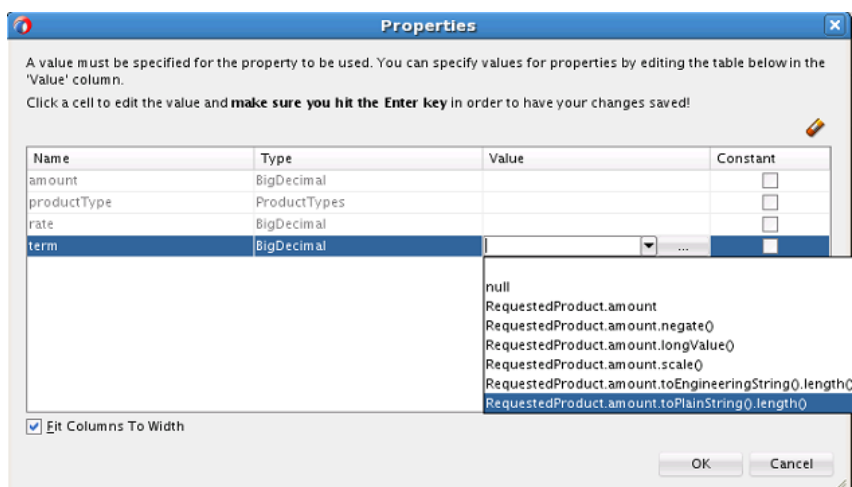 Properties
A value must be specified for the property to be used. You can specify values for properties by editing the table below in the
'Value' column.
Click a cell to edit the value and make sure you hit the Enter key in order to have your changes saved!
Name Type Value Constant
amount BigDecimal
productType ProductTypes
rate BigDecimal
term BigDecimal ...
null
RequestedProduct.amount
RequestedProduct.amount.negate()
RequestedProduct.amount.longValue()
RequestedProduct.amount.scale()
RequestedProduct.amount.toEngineeringString().length()
RequestedProduct.amount.toPlainString().length()
Fit Columns To Width
OK Cancel